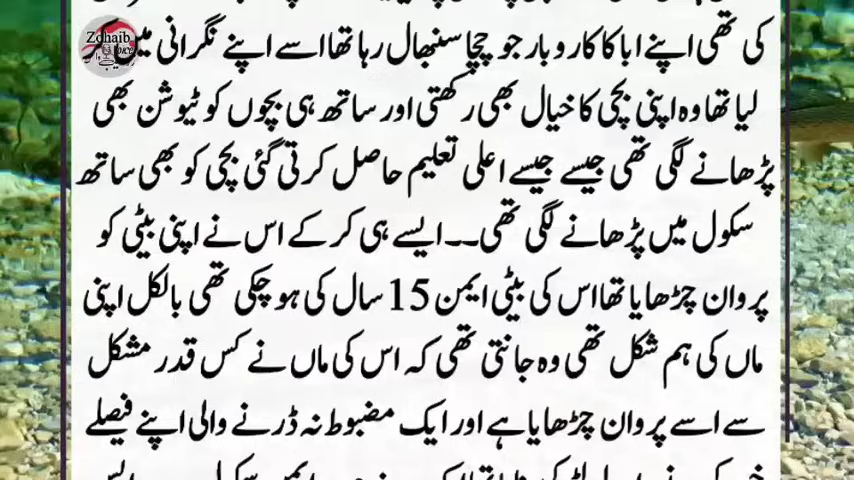 کی تھی اپنے ابا کا کاروبار جو چچا سنبھال رہا تھا اسے اپنے نگرانی میں
لیا تھا وہ اپنی بچی کا خیال بھی رکھتی اور ساتھ ہی بچوں کو ٹیوشن بھی
پڑھانے لگی تھی جیسے جیسے اعلی تعلیم حاصل کرتی گئی بچی کو بھی ساتھ
سکول میں پڑھانے لگی تھی۔۔ ایسے ہی کر کے اس نے اپنی بیٹی کو
پروان چڑھایا تھا اس کی بیٹی ایمن 15 سال کی ہو چکی تھی بالکل اپنی
ماں کی ہم شکل تھی وہ جانتی تھی کہ اس کی ماں نے کس قدر مشکل
سے اسے پروان چڑھایا ہے اور ایک مضبوط نہ ڈرنے والی اپنے فیصلے
Zohaib